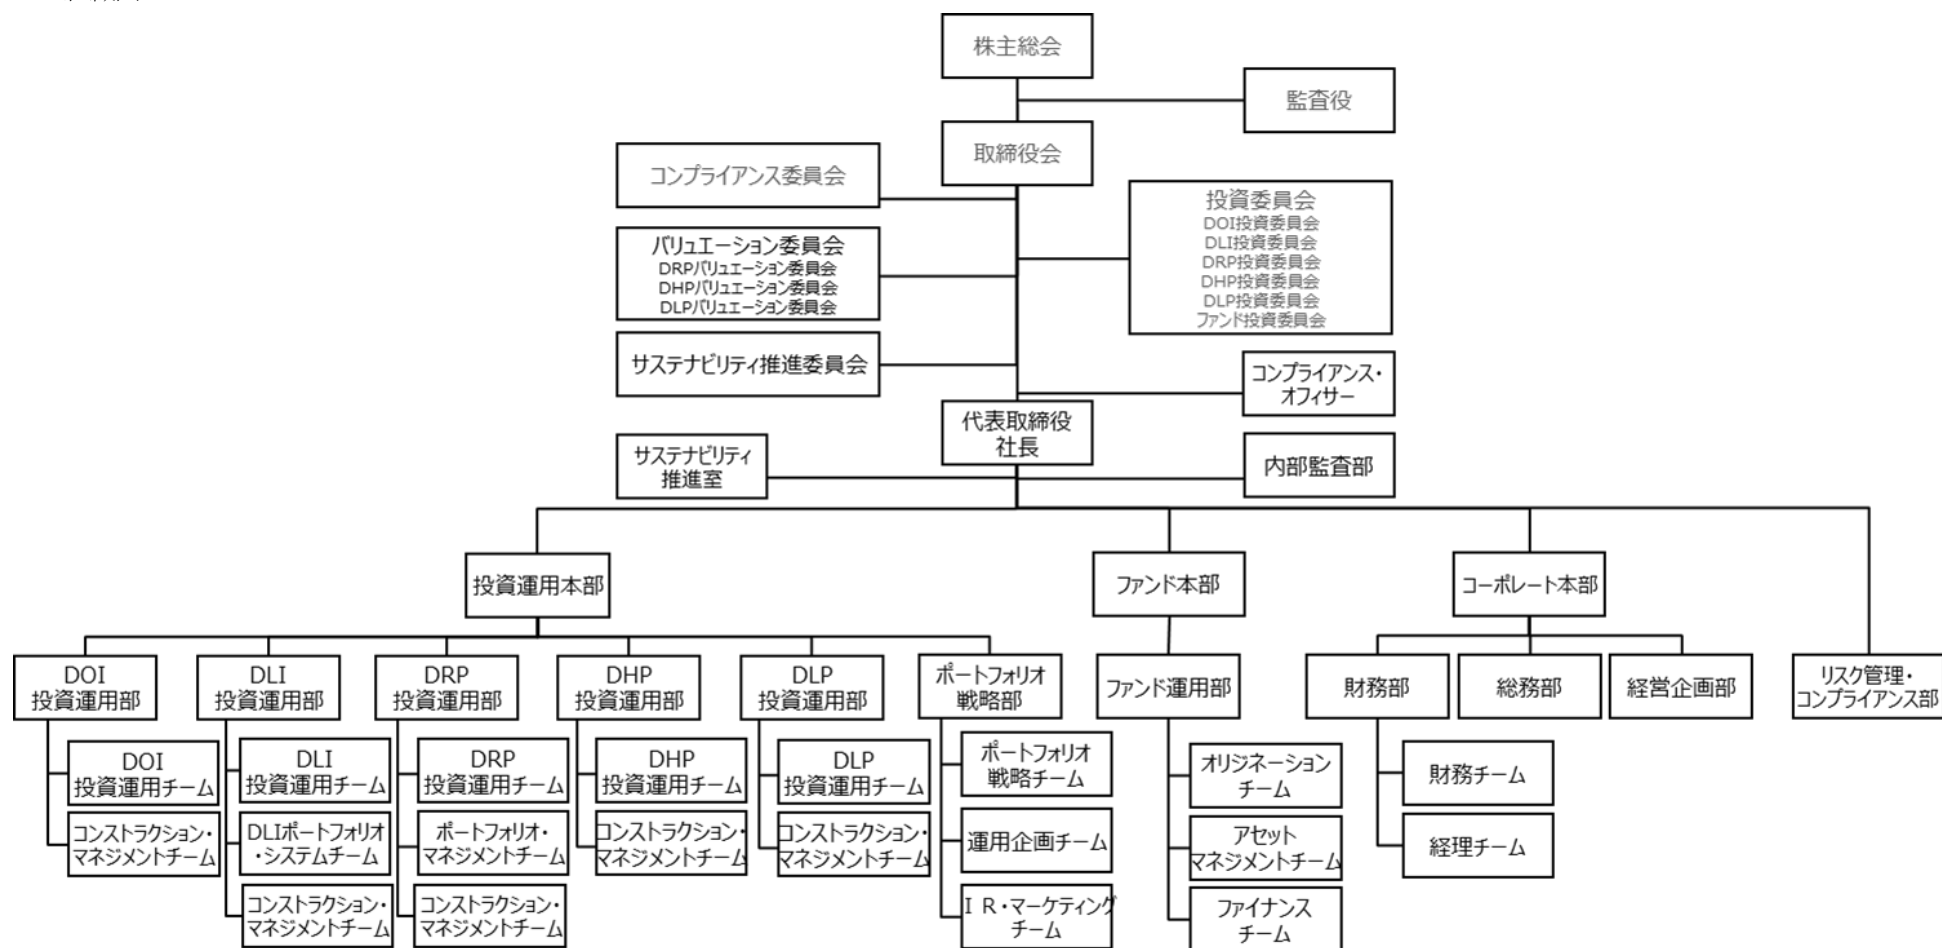 株主総会
監査役
取締役会
コンプライアンス委員会
投資委員会
DOI投資委員会
DLI投資委員会
DRP投資委員会
DHP投資委員会
DLP投資委員会
ファンド投資委員会
バリュエーション委員会
DRPバリュエーション委員会
DHPバリュエーション委員会
DLPバリュエーション委員会
サステナビリティ推進委員会
コンプライアンス・
オフィサー
代表取締役
社長
サステナビリティ
推進室
内部監査部
投資運用本部
ファンド本部
コーポレート本部
DOI
投資運用部
DLI
投資運用部
DRP
投資運用部
DHP
投資運用部
DLP
投資運用部
ポートフォリオ
戦略部
ファンド運用部
財務部
総務部
経営企画部
リスク管理・
コンプライアンス部
DOI
投資運用チーム
DLI
投資運用チーム
DRP
投資運用チーム
DHP
投資運用チーム
DLP
投資運用チーム
ポートフォリオ
戦略チーム
オリジネーション
チーム
財務チーム
コンストラクション・
マネジメントチーム
DLIポートフォリオ
・システムチーム
ポートフォリオ・
マネジメントチーム
コンストラクション・
マネジメントチーム
コンストラクション・
マネジメントチーム
運用企画チーム
アセット
マネジメントチーム
経理チーム
コンストラクション・
マネジメントチーム
コンストラクション・
マネジメントチーム
ＩＲ・マーケティング
チーム
ファイナンス
チーム